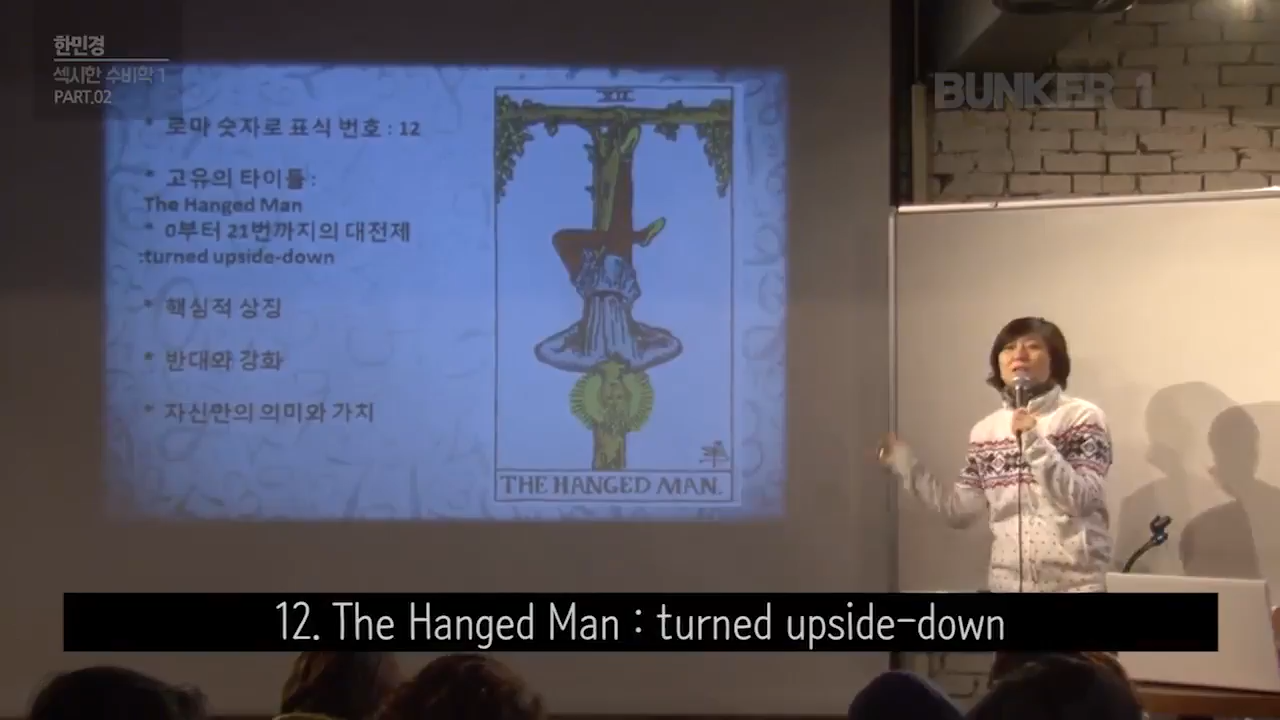 한민경
섹시한 수비학 1
PART.02
BUNKER 1
* 로마 숫자로 표식 번호 : 12
* 고유의 타이틀 :
The Hanged Man
* 0부터 21번까지의 대전제
:turned upside-down
* 핵심적 상징
* 반대와 강화
* 자신만의 의미와 가치
XII
THE HANGED MAN.
12. The Hanged Man : turned upside-down